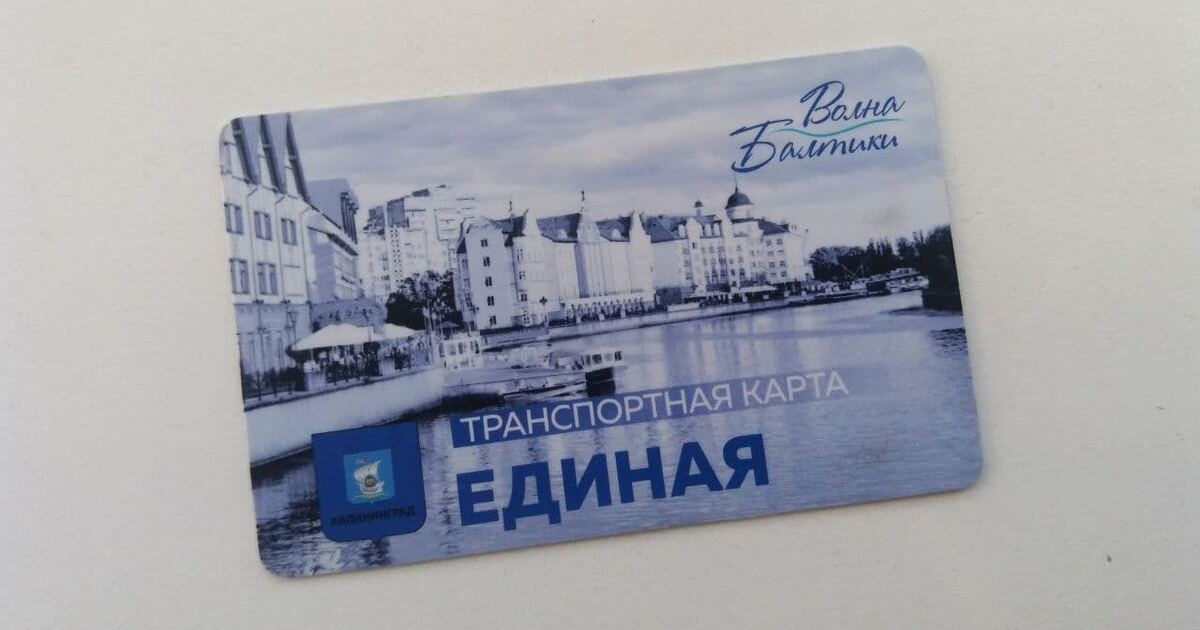 Волна
Балтики
ТРАНСПОРТНАЯ КАРТА
ЕДИНАЯ
КАЛИНИНГРАД